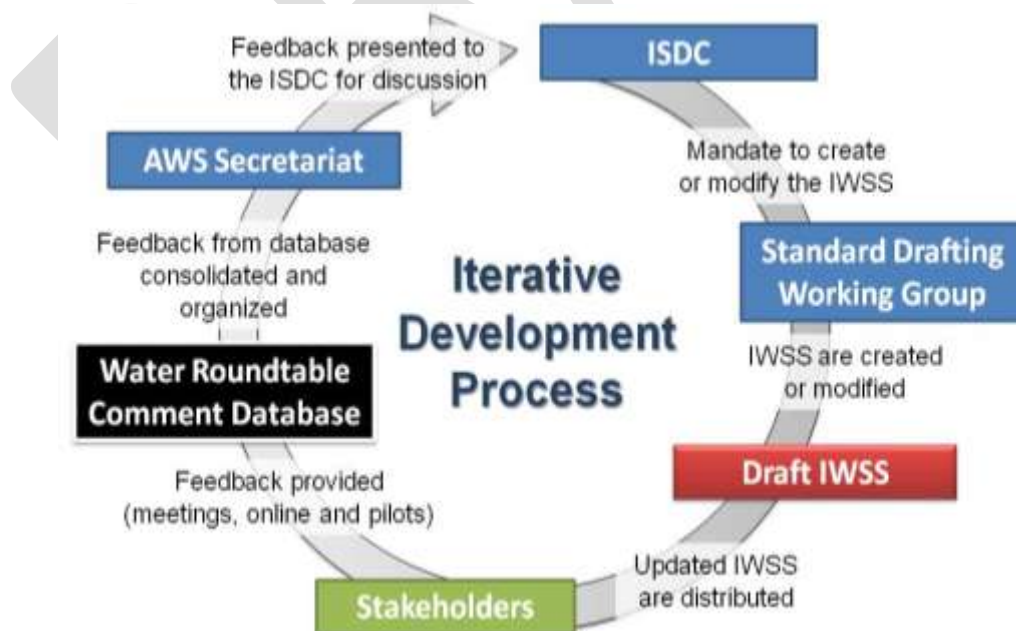 Feedback presented to
the ISDC for discussion
ISDC
Mandate to create
or modify the IWSS
Standard Drafting
Working Group
IWSS are created
or modified
Draft IWSS
Updated IWSS
are distributed
Stakeholders
Feedback provided
(meetings, online and pilots)
Water Roundtable
Comment Database
Feedback from database
consolidated and
organized
AWS Secretariat
Iterative
Development
Process